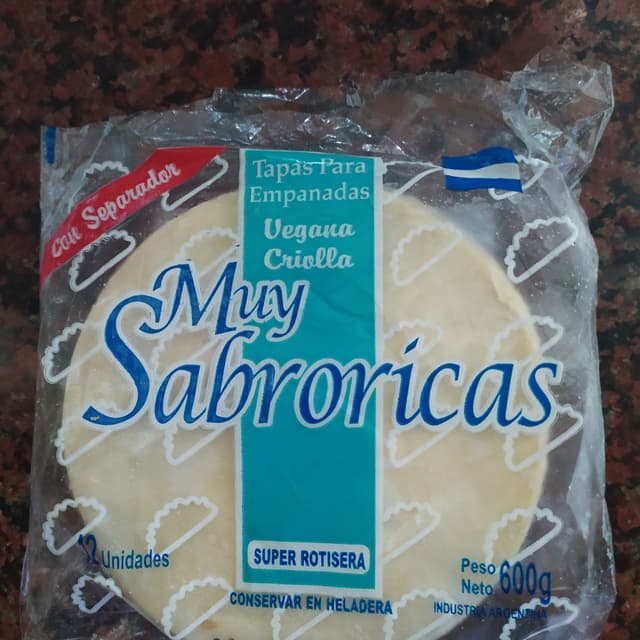 Con Separador
Tapas Para
Empanadas
Vegana
Criolla
Muy
Sabroricas
12 Unidades
SUPER ROTISERA
Peso
Neto 600g
CONSERVAR EN HELADERA
INDUSTRIA ARGENTINA